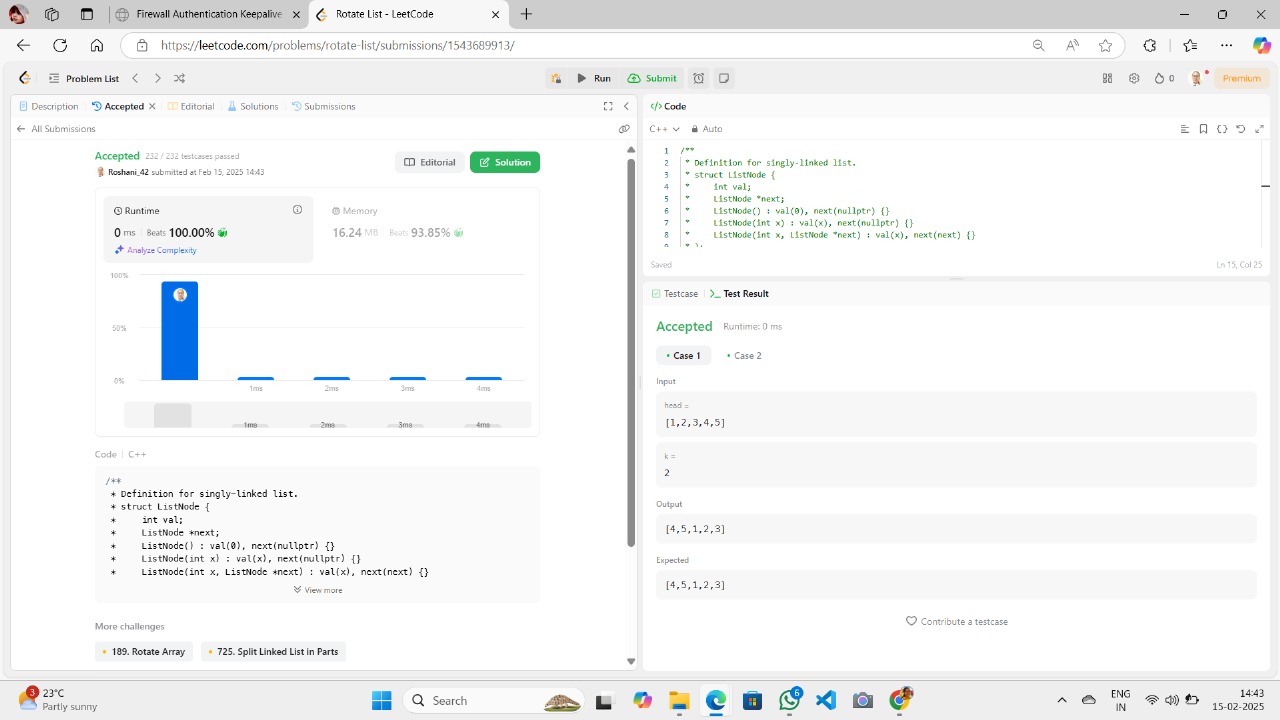 Firewall Authentication Keepalive
Rotate List - LeetCode
https://leetcode.com/problems/rotate-list/submissions/1543689913/
Problem List
Run
Submit
0
Premium
Description
Accepted
Editorial
Solutions
Submissions
All Submissions
Accepted 232 / 232 testcases passed
Roshani_42 submitted at Feb 15, 2025 14:43
Editorial
Solution
Runtime
0 ms Beats 100.00%
Analyze Complexity
Memory
16.24 MB Beats 93.85%
100%
50%
0%
1ms 2ms 3ms 4ms
1ms 2ms 3ms 4ms
Code C++
/**
* Definition for singly-linked list.
* struct ListNode {
* int val;
* ListNode *next;
* ListNode() : val(0), next(nullptr) {}
* ListNode(int x) : val(x), next(nullptr) {}
* ListNode(int x, ListNode *next) : val(x), next(next) {}
View more
More challenges
189. Rotate Array
725. Split Linked List in Parts
</> Code
C++ Auto
1 /**
2 * Definition for singly-linked list.
3 * struct ListNode {
4 * int val;
5 * ListNode *next;
6 * ListNode() : val(0), next(nullptr) {}
7 * ListNode(int x) : val(x), next(nullptr) {}
8 * ListNode(int x, ListNode *next) : val(x), next(next) {}
9 * };
Saved
Ln 15, Col 25
Testcase
Test Result
Accepted Runtime: 0 ms
Case 1
Case 2
Input
head =
[1,2,3,4,5]
k =
2
Output
[4,5,1,2,3]
Expected
[4,5,1,2,3]
Contribute a testcase
3
23°C
Partly sunny
Search
6
ENG
IN
14:43
15-02-2025